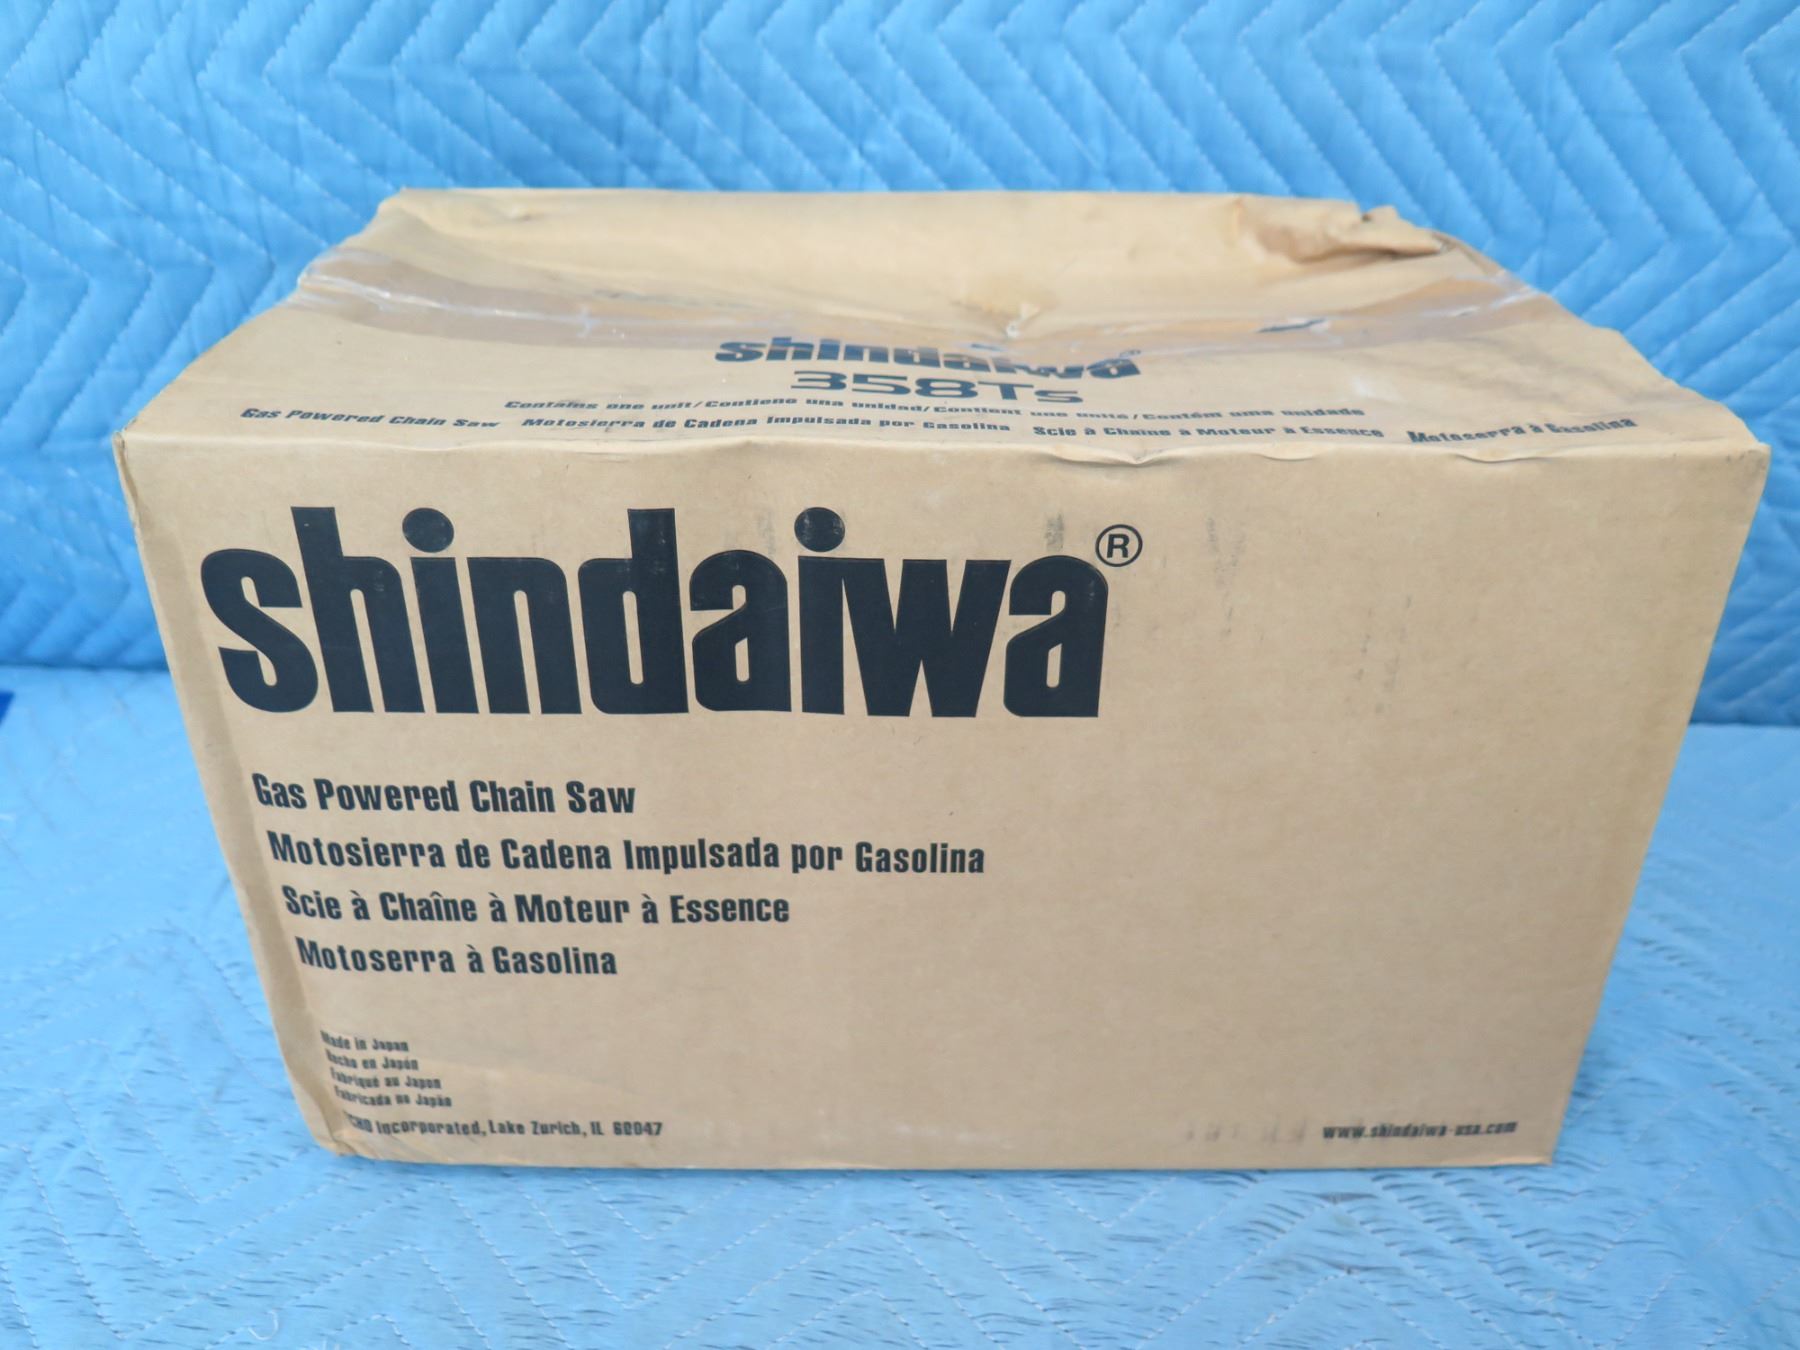 shindaiwa®
358Ts
Contains one unit/Contiene una unidad/Contient une unité/Contém uma unidade
Gas Powered Chain Saw Motosierra de Cadena Impulsada por Gasolina Scie à Chaîne à Moteur à Essence Motoserra à Gasolina
shindaiwa®
Gas Powered Chain Saw
Motosierra de Cadena Impulsada por Gasolina
Scie à Chaîne à Moteur à Essence
Motoserra à Gasolina
Made in Japan
Hecho en Japón
Fabriqué au Japon
Fabricada no Japão
ECHO Incorporated, Lake Zurich, IL 60047
www.shindaiwa-usa.com